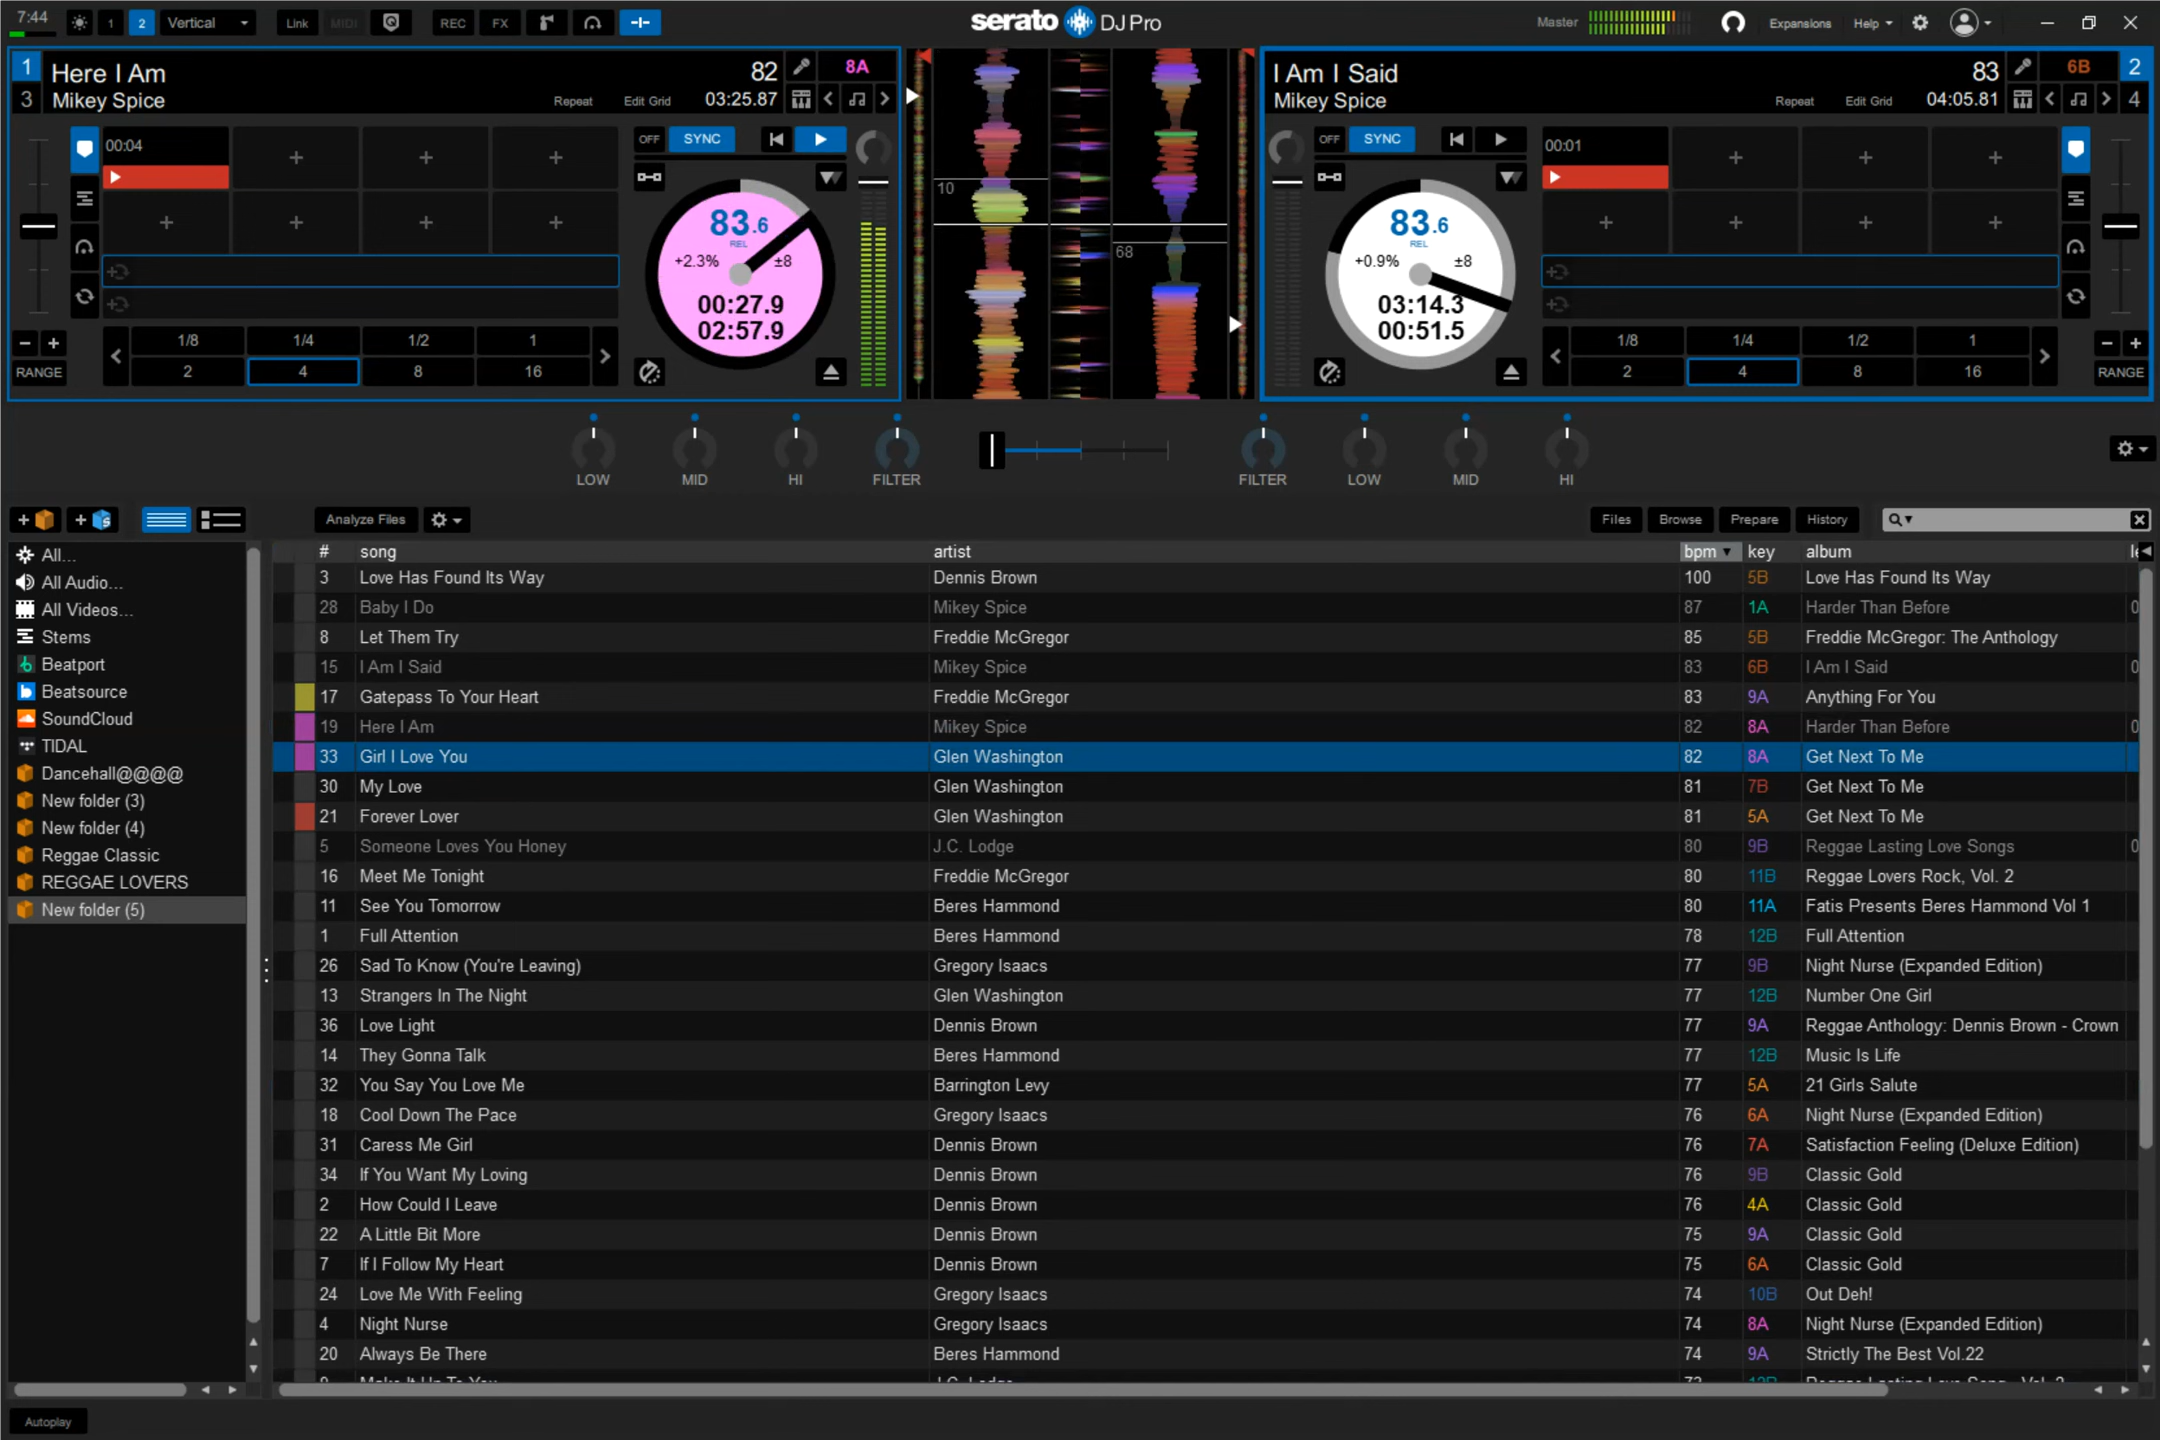 7:44 1 2 Vertical Link MIDI REC FX serato DJ Pro Master Expansions Help
1 Here I Am 82 8A
3 Mikey Spice Repeat Edit Grid 03:25.87
00:04
OFF SYNC
83.6
REL
+2.3% ±8
00:27.9
02:57.9
1/8 1/4 1/2 1
2 4 8 16
RANGE
10
68
I Am I Said 83 6B 2
Mikey Spice Repeat Edit Grid 04:05.81 4
OFF SYNC
00:01
83.6
REL
+0.9% ±8
03:14.3
00:51.5
1/8 1/4 1/2 1
2 4 8 16
RANGE
LOW MID HI FILTER FILTER LOW MID HI
Analyze Files Files Browse Prepare History
All...
All Audio...
All Videos...
Stems
Beatport
Beatsource
SoundCloud
TIDAL
Dancehall@@@@
New folder (3)
New folder (4)
Reggae Classic
REGGAE LOVERS
New folder (5)
# song artist bpm key album
3 Love Has Found Its Way Dennis Brown 100 5B Love Has Found Its Way
28 Baby I Do Mikey Spice 87 1A Harder Than Before 0
8 Let Them Try Freddie McGregor 85 5B Freddie McGregor: The Anthology
15 I Am I Said Mikey Spice 83 6B I Am I Said 0
17 Gatepass To Your Heart Freddie McGregor 83 9A Anything For You
19 Here I Am Mikey Spice 82 8A Harder Than Before 0
33 Girl I Love You Glen Washington 82 8A Get Next To Me
30 My Love Glen Washington 81 7B Get Next To Me
21 Forever Lover Glen Washington 81 5A Get Next To Me
5 Someone Loves You Honey J.C. Lodge 80 9B Reggae Lasting Love Songs 0
16 Meet Me Tonight Freddie McGregor 80 11B Reggae Lovers Rock, Vol. 2
11 See You Tomorrow Beres Hammond 80 11A Fatis Presents Beres Hammond Vol 1
1 Full Attention Beres Hammond 78 12B Full Attention
26 Sad To Know (You're Leaving) Gregory Isaacs 77 9B Night Nurse (Expanded Edition)
13 Strangers In The Night Glen Washington 77 12B Number One Girl
36 Love Light Dennis Brown 77 9A Reggae Anthology: Dennis Brown - Crown
14 They Gonna Talk Beres Hammond 77 12B Music Is Life
32 You Say You Love Me Barrington Levy 77 5A 21 Girls Salute
18 Cool Down The Pace Gregory Isaacs 76 6A Night Nurse (Expanded Edition)
31 Caress Me Girl Dennis Brown 76 7A Satisfaction Feeling (Deluxe Edition)
34 If You Want My Loving Dennis Brown 76 9B Classic Gold
2 How Could I Leave Dennis Brown 76 4A Classic Gold
22 A Little Bit More Dennis Brown 75 9A Classic Gold
7 If I Follow My Heart Dennis Brown 75 6A Classic Gold
24 Love Me With Feeling Gregory Isaacs 74 10B Out Deh!
4 Night Nurse Gregory Isaacs 74 8A Night Nurse (Expanded Edition)
20 Always Be There Beres Hammond 74 9A Strictly The Best Vol.22
Autoplay